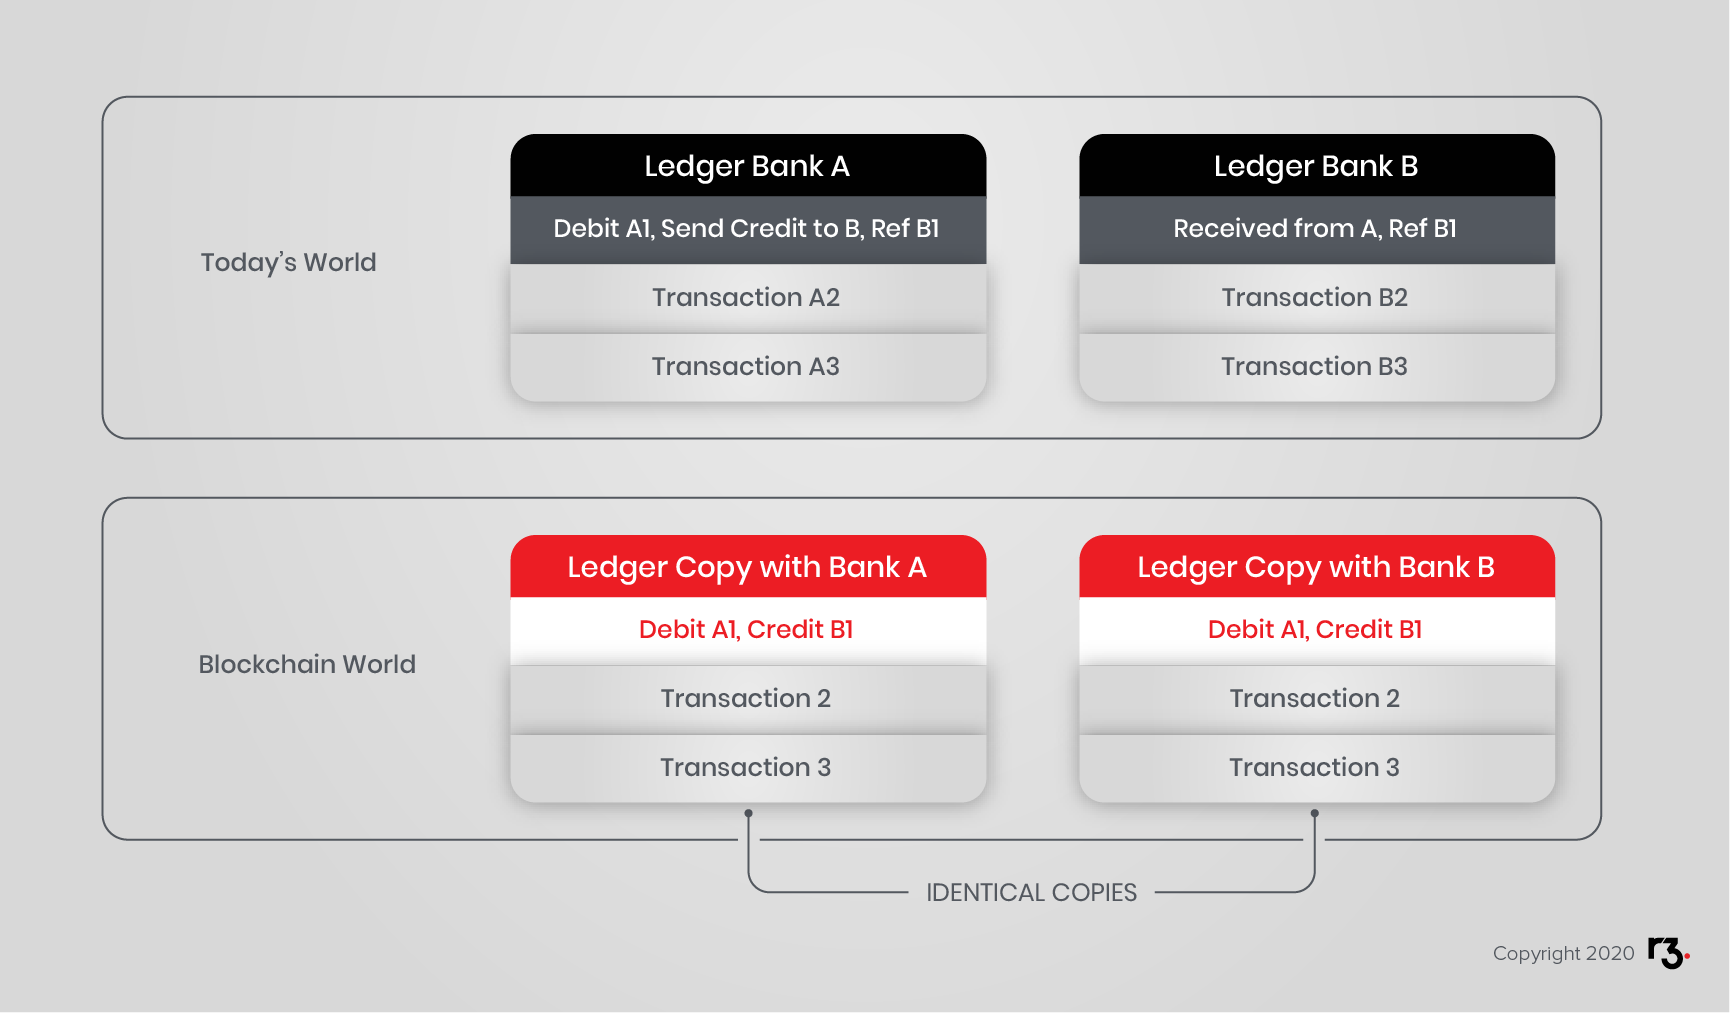 Ledger Bank A
Ledger Bank B
Debit A1, Send Credit to B, Ref B1
Received from A, Ref B1
Today’s World
Transaction A2
Transaction B2
Transaction A3
Transaction B3
Ledger Copy with Bank A
Ledger Copy with Bank B
Debit A1, Credit B1
Debit A1, Credit B1
Blockchain World
Transaction 2
Transaction 2
Transaction 3
Transaction 3
IDENTICAL COPIES
Copyright 2020 r3.